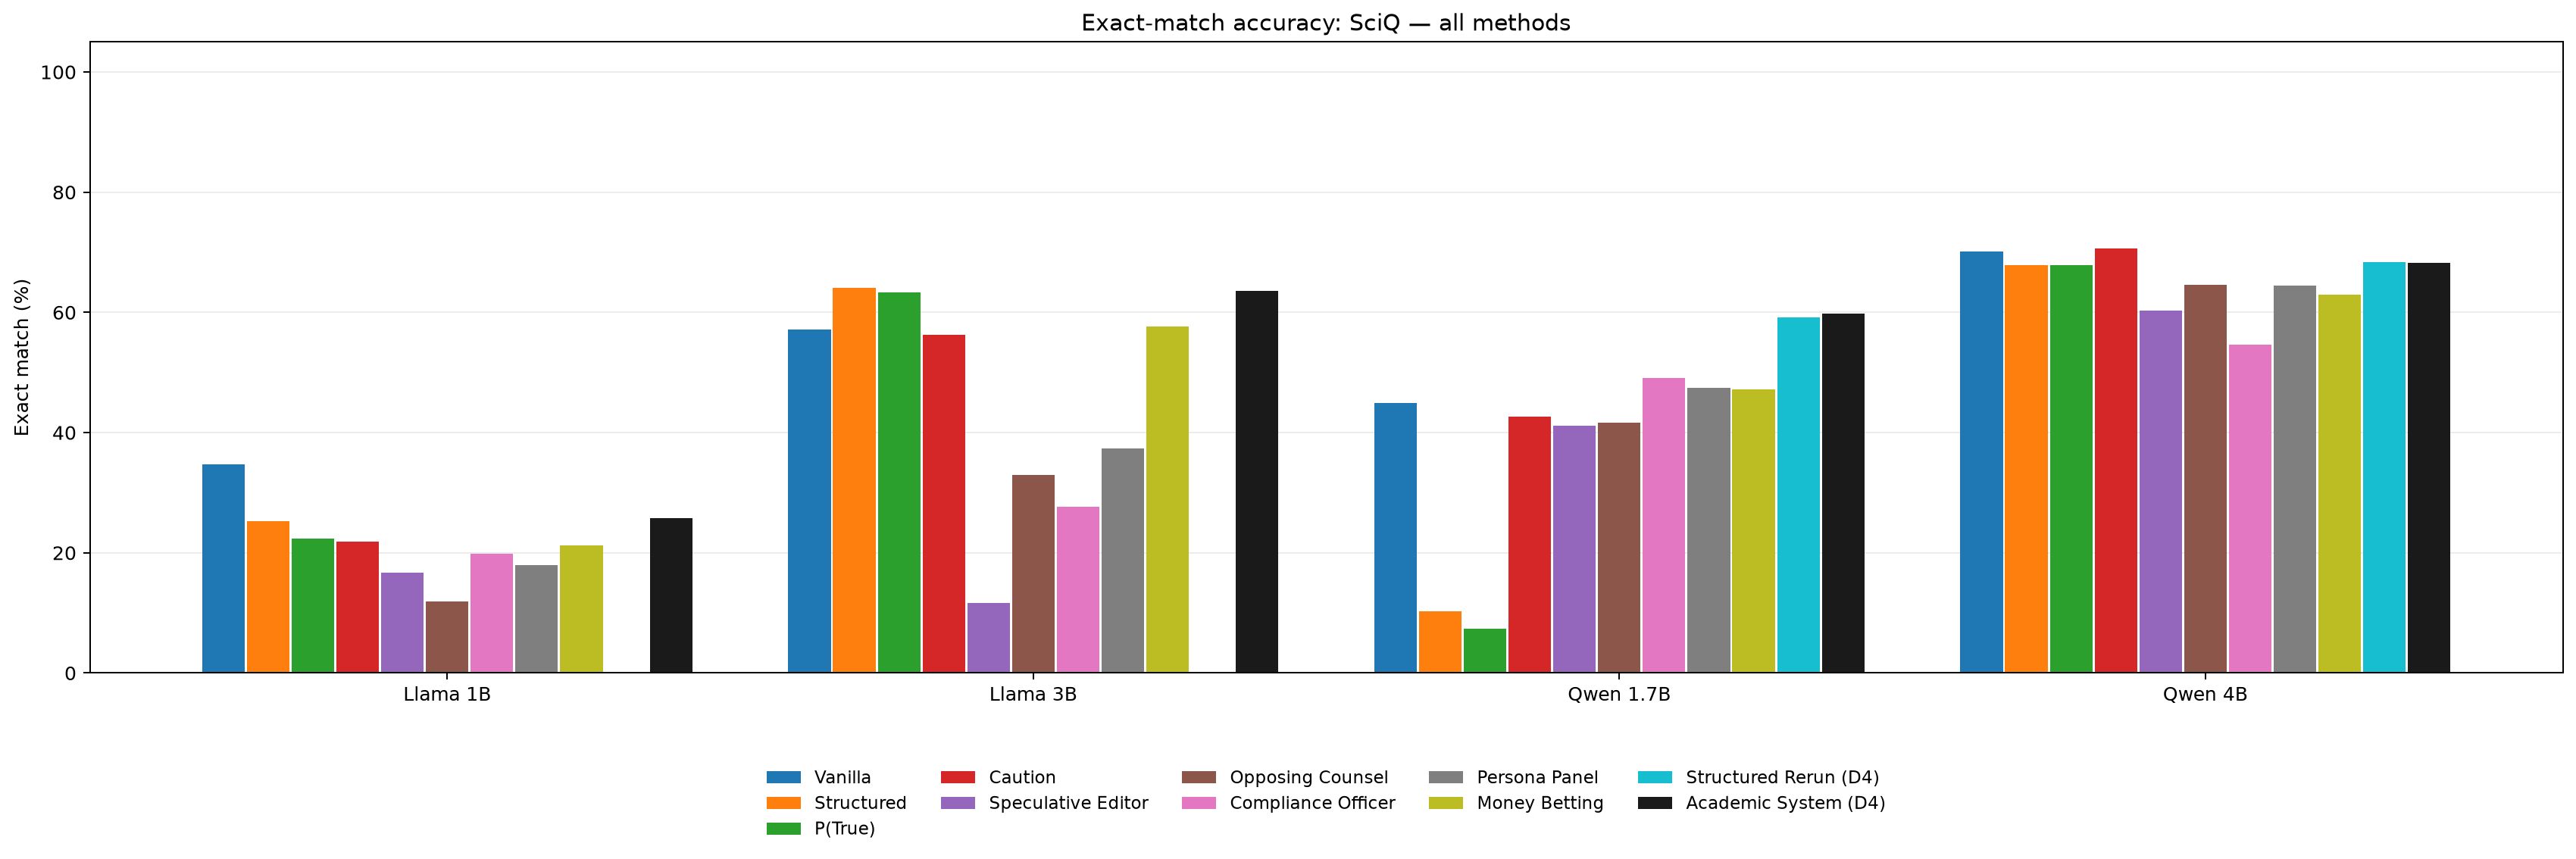 Exact-match accuracy: SciQ — all methods
Exact match (%)
100
80
60
40
20
0
Llama 1B
Llama 3B
Qwen 1.7B
Qwen 4B
Vanilla
Structured
P(True)
Caution
Speculative Editor
Opposing Counsel
Compliance Officer
Persona Panel
Money Betting
Structured Rerun (D4)
Academic System (D4)